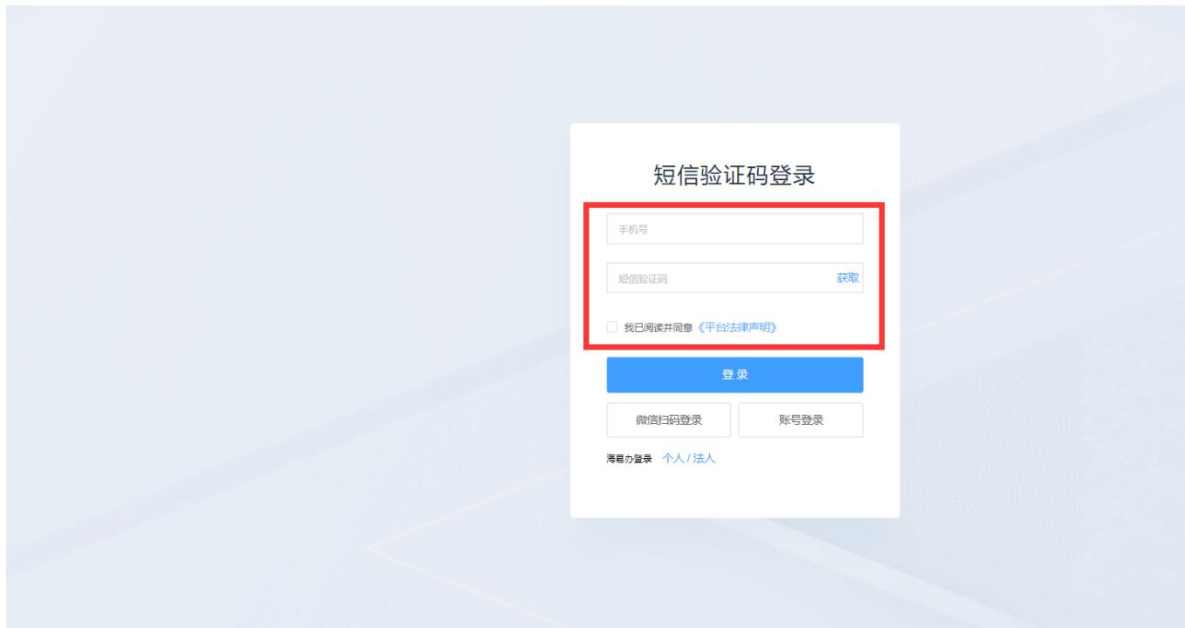 短信验证码登录
手机号
短信验证码 获取
我已阅读并同意《平台法律声明》
登 录
微信扫码登录 账号登录
海易办登录 个人 / 法人